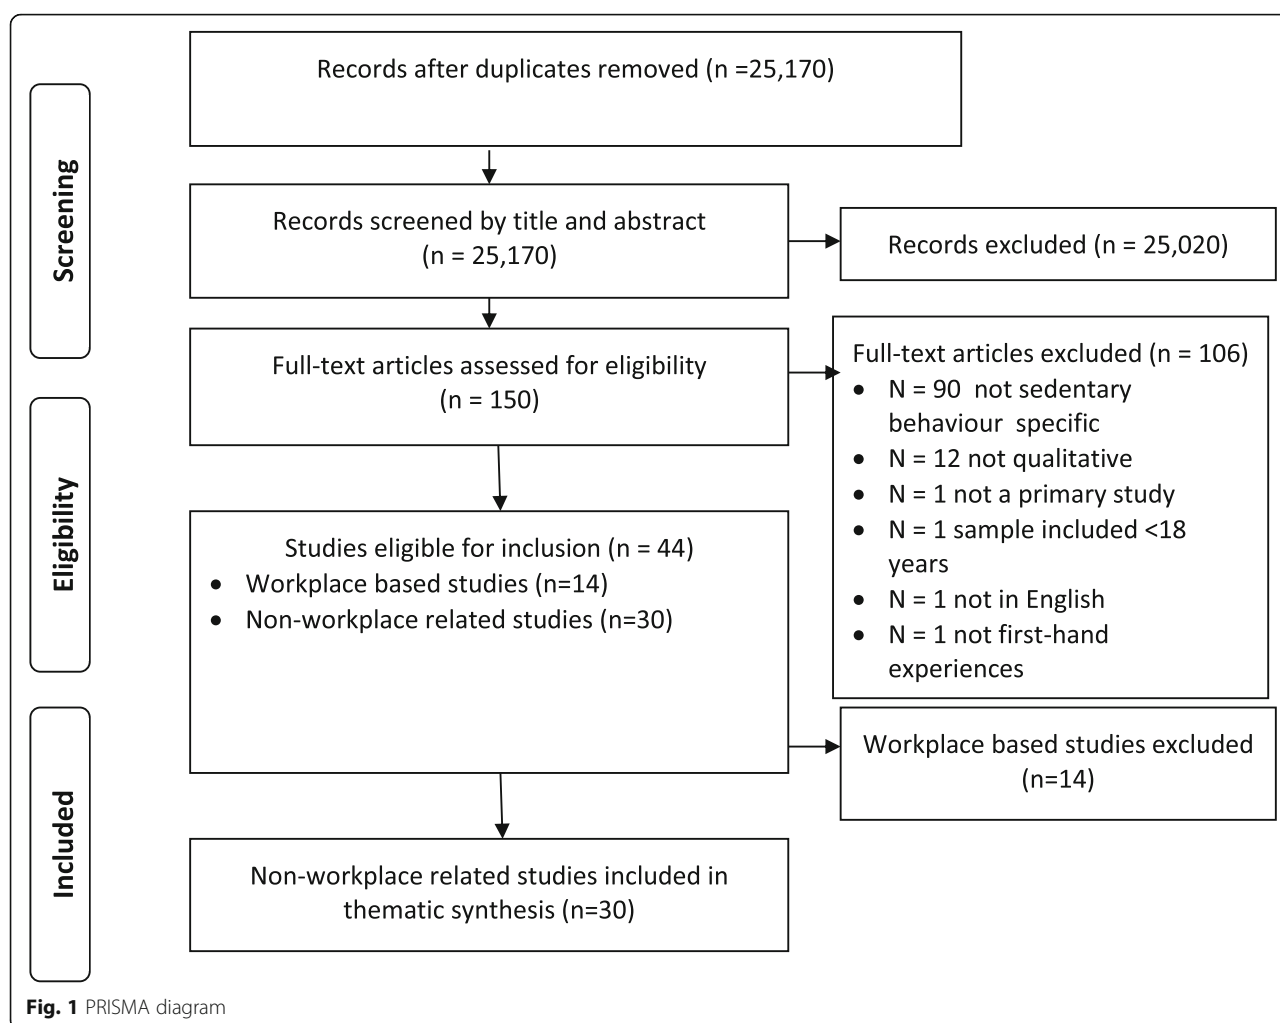 Records after duplicates removed (n =25,170)
Screening
Records screened by title and abstract
(n = 25,170)
Records excluded (n = 25,020)
Full-text articles assessed for eligibility
(n = 150)
Full-text articles excluded (n = 106)
• N = 90  not sedentary
behaviour  specific
• N = 12 not qualitative
• N = 1 not a primary study
• N = 1 sample included <18
years
• N = 1 not in English
• N = 1 not first-hand
experiences
Eligibility
Studies eligible for inclusion (n = 44)
• Workplace based studies (n=14)
• Non-workplace related studies (n=30)
Workplace based studies excluded
(n=14)
Included
Non-workplace related studies included in
thematic synthesis (n=30)
Fig. 1 PRISMA diagram